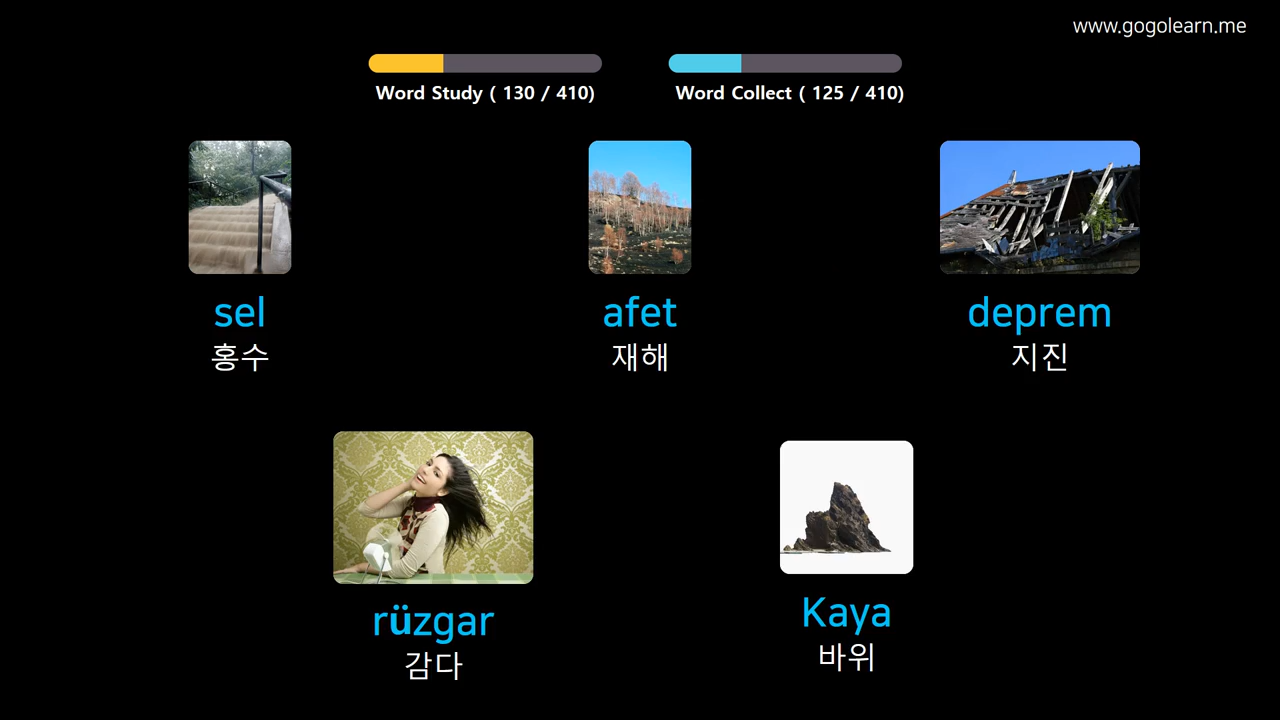 www.gogolearn.me
Word Study ( 130 / 410)
Word Collect ( 125 / 410)
sel
홍수
afet
재해
deprem
지진
rüzgar
감다
Kaya
바위